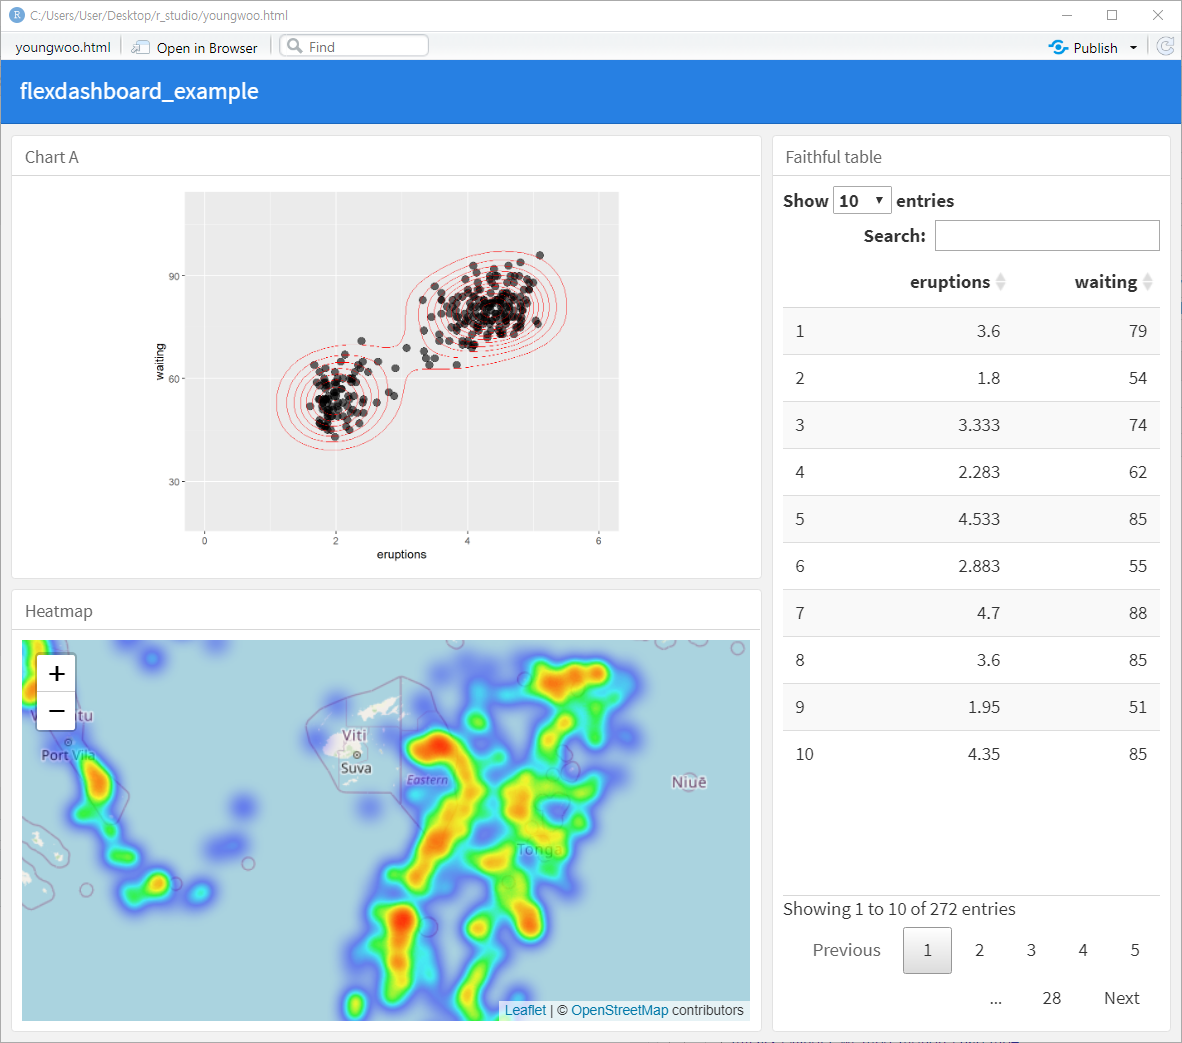 C:/Users/User/Desktop/r_studio/youngwoo.html
youngwoo.html Open in Browser Find Publish
flexdashboard_example
Chart A
90
60
30
waiting
0 2 4 6
eruptions
Heatmap
+
−
Port Vila
Viti
Suva
Eastern
Tonga
Niuē
Leaflet | © OpenStreetMap contributors
Faithful table
Show 10 entries
Search:
eruptions waiting
1 3.6 79
2 1.8 54
3 3.333 74
4 2.283 62
5 4.533 85
6 2.883 55
7 4.7 88
8 3.6 85
9 1.95 51
10 4.35 85
Showing 1 to 10 of 272 entries
Previous 1 2 3 4 5
... 28 Next